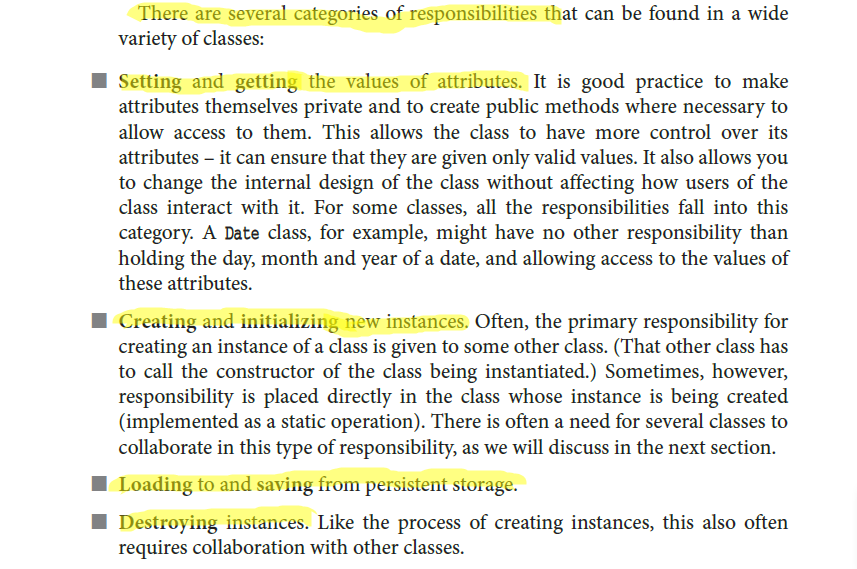 There are several categories of responsibilities that can be found in a wide
variety of classes:
■ Setting and getting the values of attributes. It is good practice to make
attributes themselves private and to create public methods where necessary to
allow access to them. This allows the class to have more control over its
attributes – it can ensure that they are given only valid values. It also allows you
to change the internal design of the class without affecting how users of the
class interact with it. For some classes, all the responsibilities fall into this
category. A Date class, for example, might have no other responsibility than
holding the day, month and year of a date, and allowing access to the values of
these attributes.
■ Creating and initializing new instances. Often, the primary responsibility for
creating an instance of a class is given to some other class. (That other class has
to call the constructor of the class being instantiated.) Sometimes, however,
responsibility is placed directly in the class whose instance is being created
(implemented as a static operation). There is often a need for several classes to
collaborate in this type of responsibility, as we will discuss in the next section.
■ Loading to and saving from persistent storage.
■ Destroying instances. Like the process of creating instances, this also often
requires collaboration with other classes.